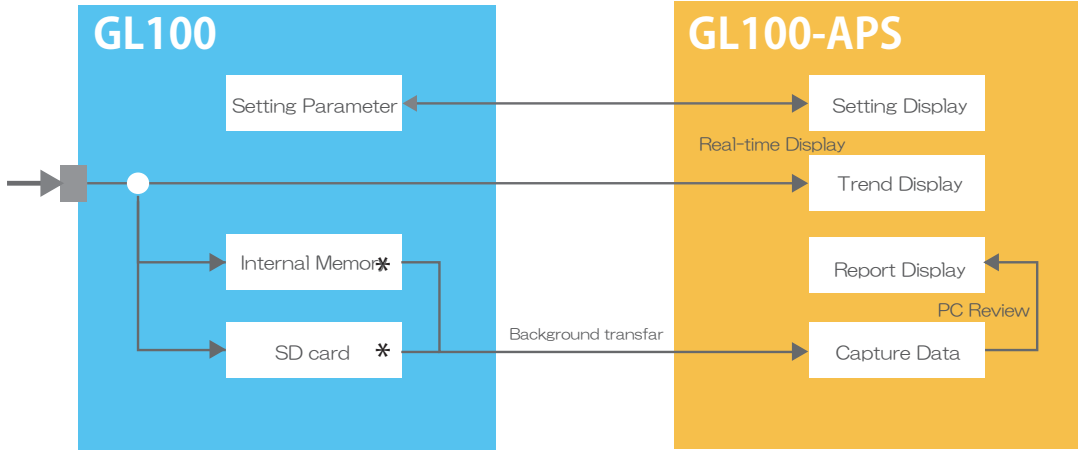 GL100
GL100-APS
Setting Parameter
Setting Display
Real-time Display
Trend Display
Internal Memory*
Report Display
PC Review
Background transfar
SD card *
Capture Data